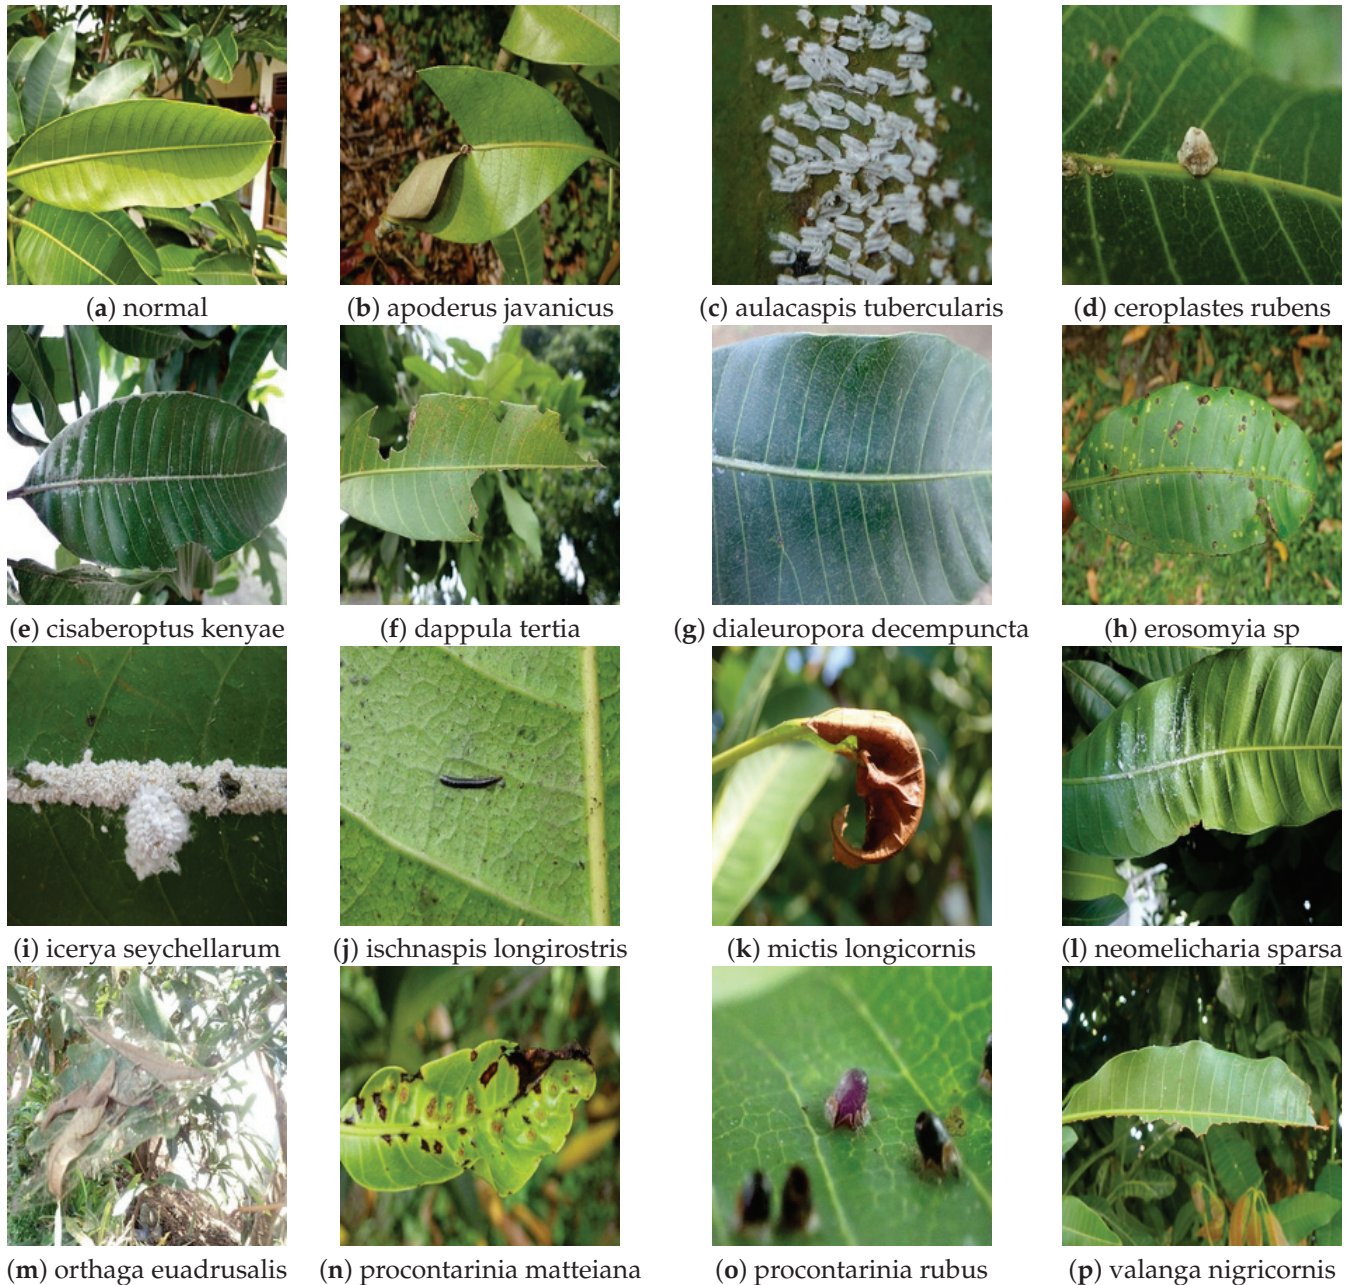 (a) normal
(b) apoderus javanicus
(c) aulacaspis tubercularis
(d) ceroplastes rubens
(e) cisaberoptus kenyae
(f) dappula tertia
(g) dialeuropora decempuncta
(h) erosomyia sp
(i) icerya seychellarum
(j) ischnaspis longirostris
(k) mictis longicornis
(l) neomelicharia sparsa
(m) orthaga euadrusalis
(n) procontarinia matteiana
(o) procontarinia rubus
(p) valanga nigricornis